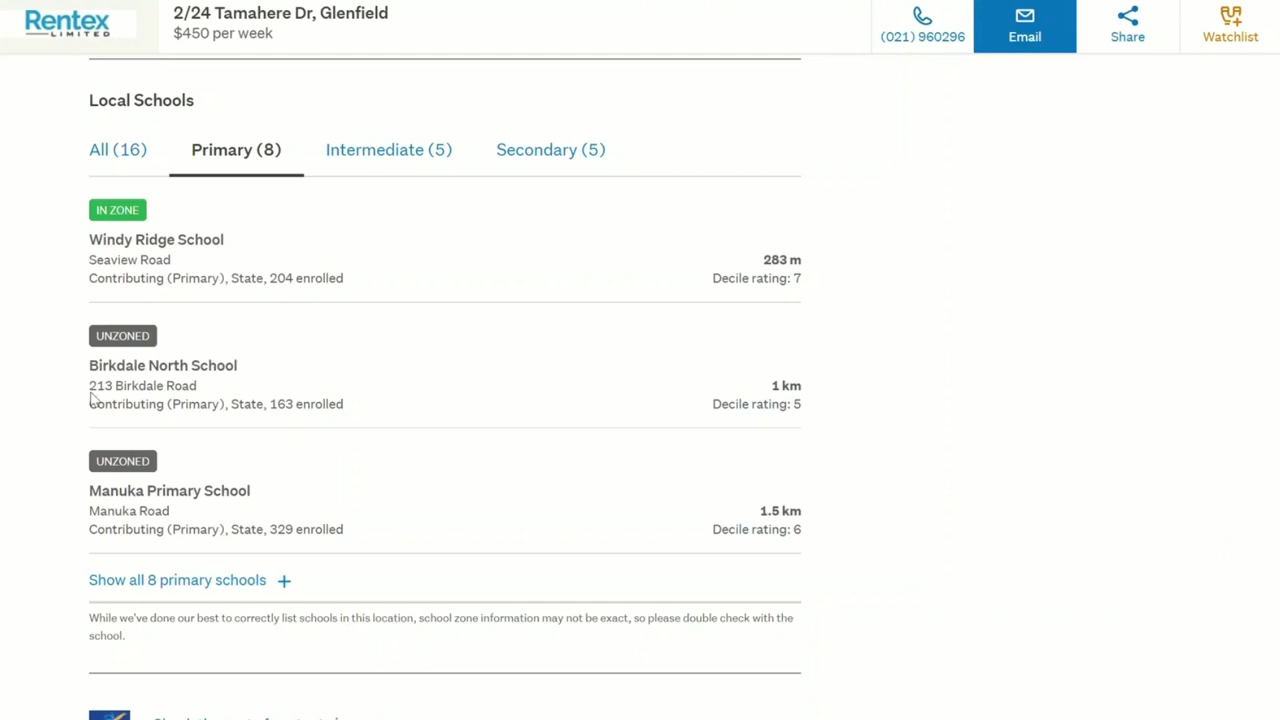 Rentex
LIMITED
2/24 Tamahere Dr, Glenfield
$450 per week
(021) 960296
Email
Share
Watchlist
Local Schools
All (16)
Primary (8)
Intermediate (5)
Secondary (5)
IN ZONE
Windy Ridge School
Seaview Road
283 m
Contributing (Primary), State, 204 enrolled
Decile rating: 7
UNZONED
Birkdale North School
213 Birkdale Road
1 km
Contributing (Primary), State, 163 enrolled
Decile rating: 5
UNZONED
Manuka Primary School
Manuka Road
1.5 km
Contributing (Primary), State, 329 enrolled
Decile rating: 6
Show all 8 primary schools +
While we've done our best to correctly list schools in this location, school zone information may not be exact, so please double check with the
school.